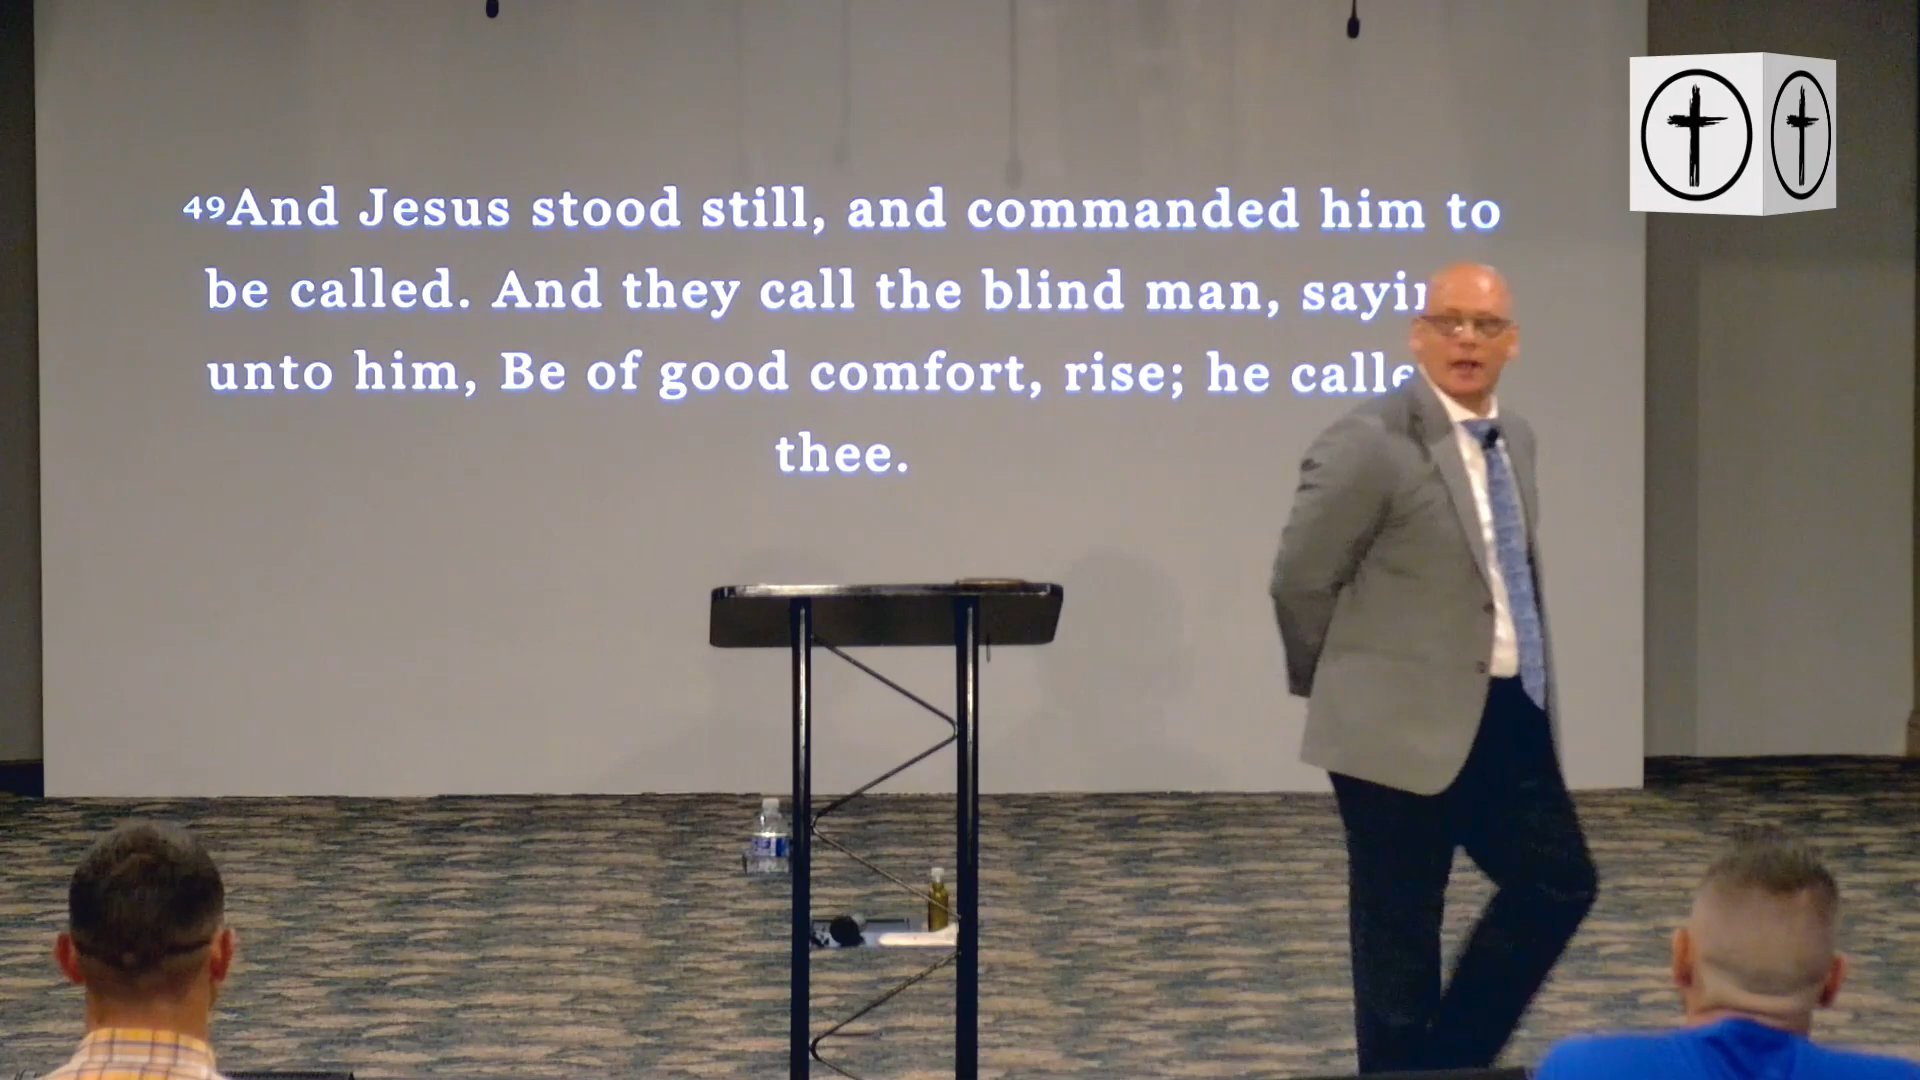 49And Jesus stood still, and commanded him to
be called. And they call the blind man,
unto him, Be of good comfort, rise; he
thee.